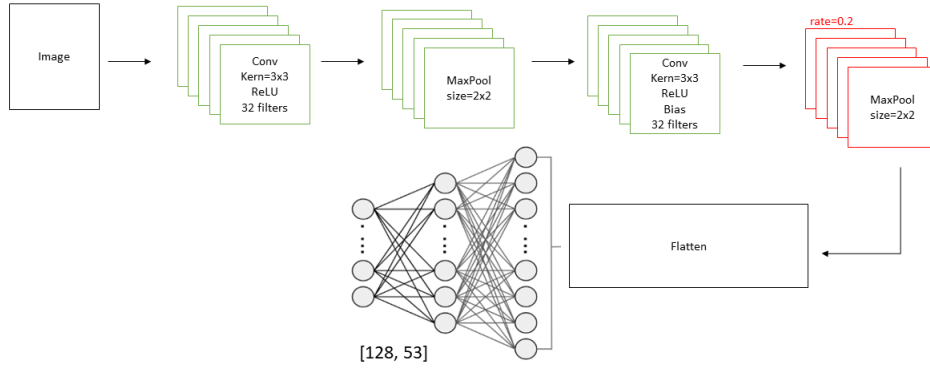 Image
Conv
Kern=3x3
ReLU
32 filters
MaxPool
size=2x2
Conv
Kern=3x3
ReLU
Bias
32 filters
rate=0.2
MaxPool
size=2x2
Flatten
[128, 53]